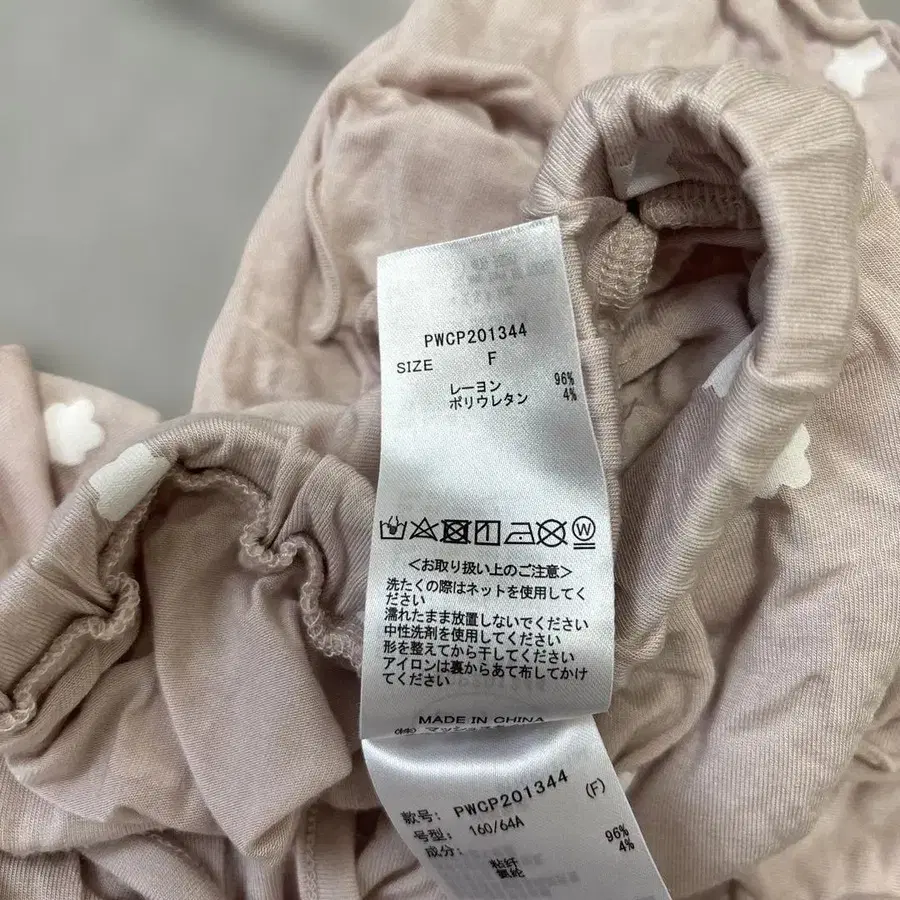 PWCP201344
SIZE F
レーヨン 96%
ポリウレタン 4%
W
<お取り扱い上のご注意>
洗たくの際はネットを使用してく
ださい
濡れたまま放置しないでください
中性洗剤を使用してください
形を整えてから干してください
アイロンは裏からあて布してかけ
てください
MADE IN CHINA
(株)
款号: PWCP201344 (F)
号型: 160/64A
成分:
粘纤 96%
氨纶 4%